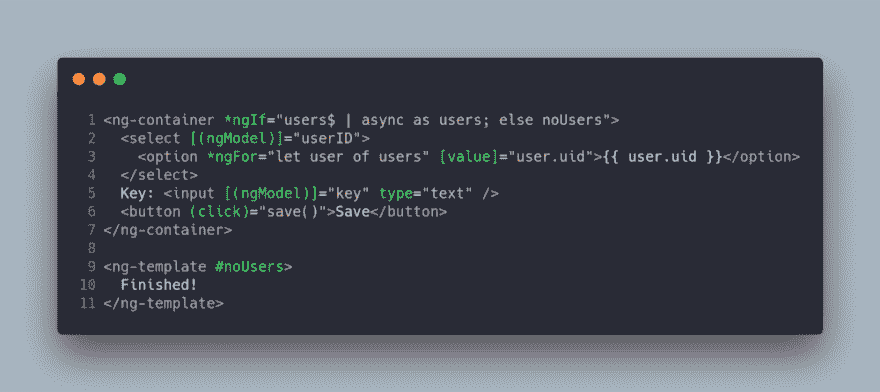 1 <ng-container *ngIf="users$ | async as users; else noUsers">
2   <select [(ngModel)]="userID">
3     <option *ngFor="let user of users" [value]="user.uid">{{ user.uid }}</option>
4   </select>
5   Key: <input [(ngModel)]="key" type="text" />
6   <button (click)="save()">Save</button>
7 </ng-container>
8
9 <ng-template #noUsers>
10   Finished!
11 </ng-template>